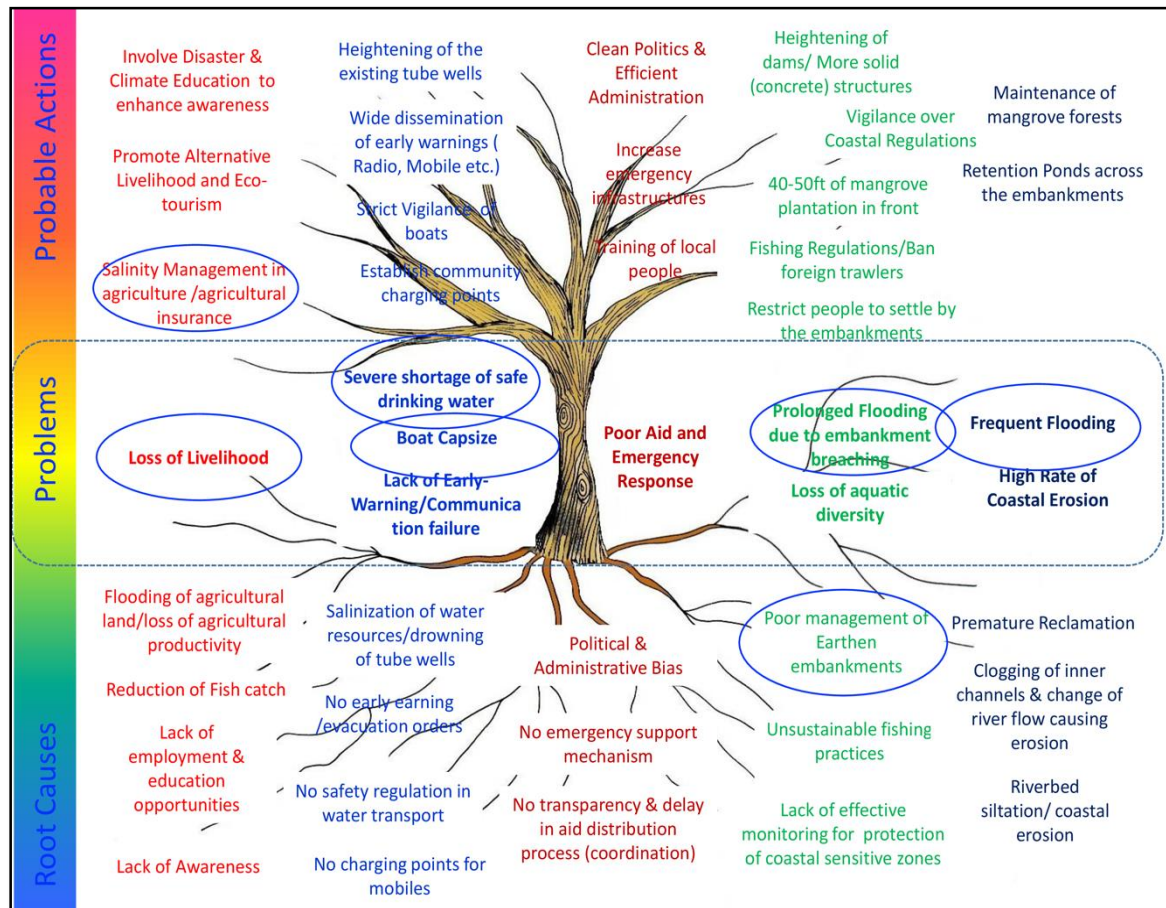 Probable Actions
Involve Disaster &
Climate Education to
enhance awareness
Promote Alternative
Livelihood and Eco-
tourism
Salinity Management in
agriculture /agricultural
insurance
Heightening of the
existing tube wells
Wide dissemination
of early warnings (
Radio, Mobile etc.)
Strict Vigilance of
boats
Establish community
charging points
Clean Politics &
Efficient
Administration
Increase
emergency
infrastructures
Training of local
people
Heightening of
dams/ More solid
(concrete) structures
Vigilance over
Coastal Regulations
40-50ft of mangrove
plantation in front
Fishing Regulations/Ban
foreign trawlers
Restrict people to settle by
the embankments
Maintenance of
mangrove forests
Retention Ponds across
the embankments
Problems
Loss of Livelihood
Severe shortage of safe
drinking water
Boat Capsize
Lack of Early-
Warning/Communica
tion failure
Poor Aid and
Emergency
Response
Prolonged Flooding
due to embankment
breaching
Loss of aquatic
diversity
Frequent Flooding
High Rate of
Coastal Erosion
Root Causes
Flooding of agricultural
land/loss of agricultural
productivity
Reduction of Fish catch
Lack of
employment &
education
opportunities
Lack of Awareness
Salinization of water
resources/drowning
of tube wells
No early earning
/evacuation orders
No safety regulation in
water transport
No charging points for
mobiles
Political &
Administrative Bias
No emergency support
mechanism
No transparency & delay
in aid distribution
process (coordination)
Poor management of
Earthen
embankments
Unsustainable fishing
practices
Lack of effective
monitoring for protection
of coastal sensitive zones
Premature Reclamation
Clogging of inner
channels & change of
river flow causing
erosion
Riverbed
siltation/ coastal
erosion